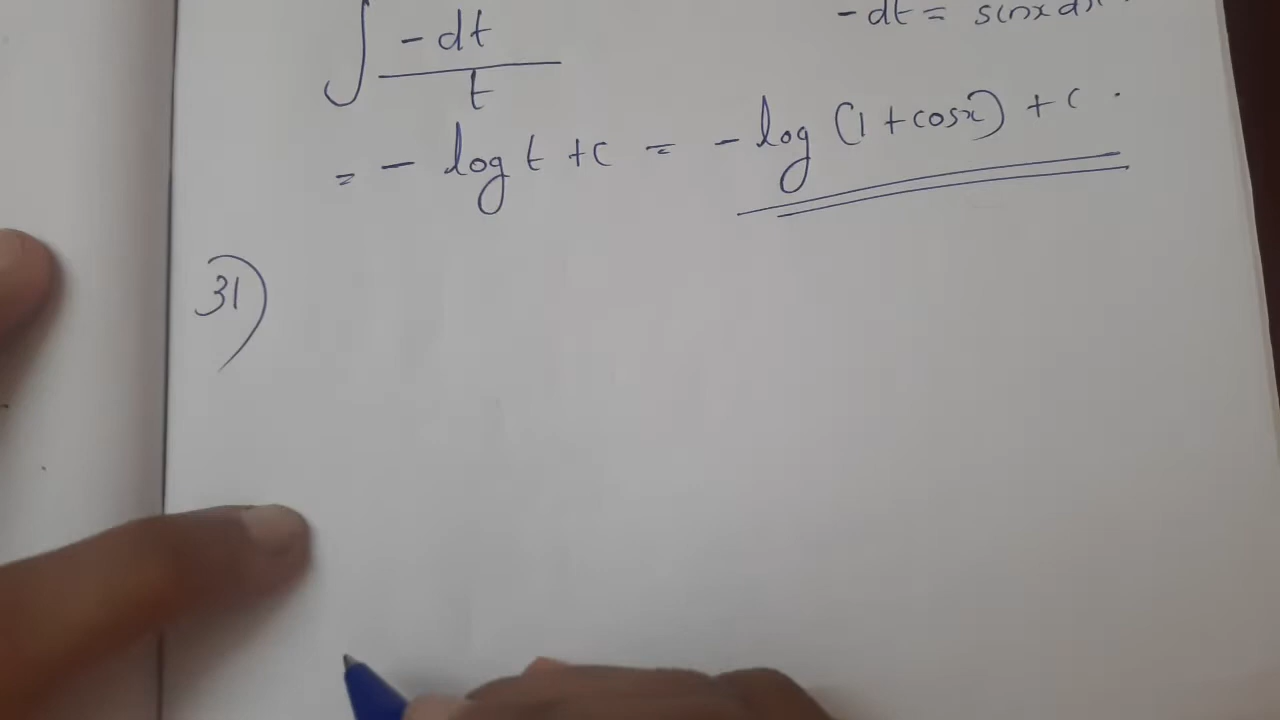 ∫ -dt / t
-dt = sinx dx
= - log t + c = - log (1 + cosx) + c .
31)